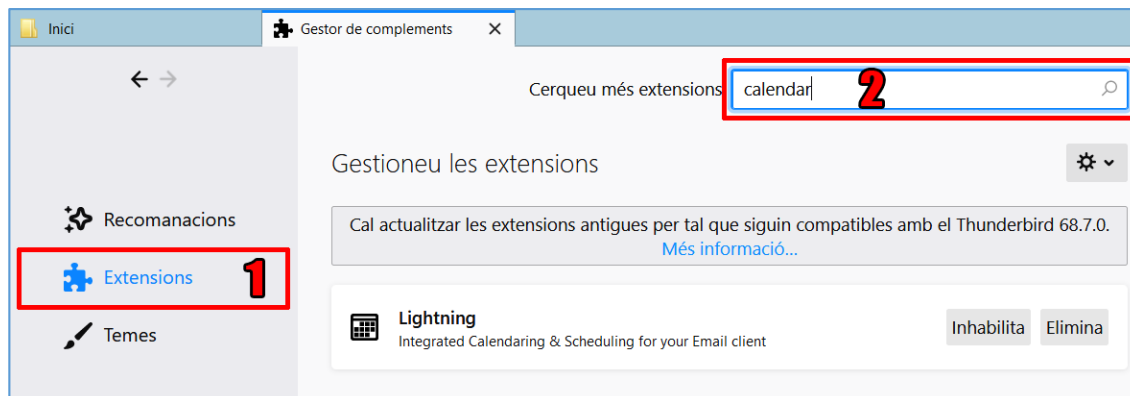 Inici
Gestor de complements
Cerqueu més extensions
calendar
2
Gestioneu les extensions
Recomanacions
Cal actualitzar les extensions antigues per tal que siguin compatibles amb el Thunderbird 68.7.0.
Més informació...
Extensions
1
Lightning
Integrated Calendaring & Scheduling for your Email client
Inhabilita
Elimina
Temes